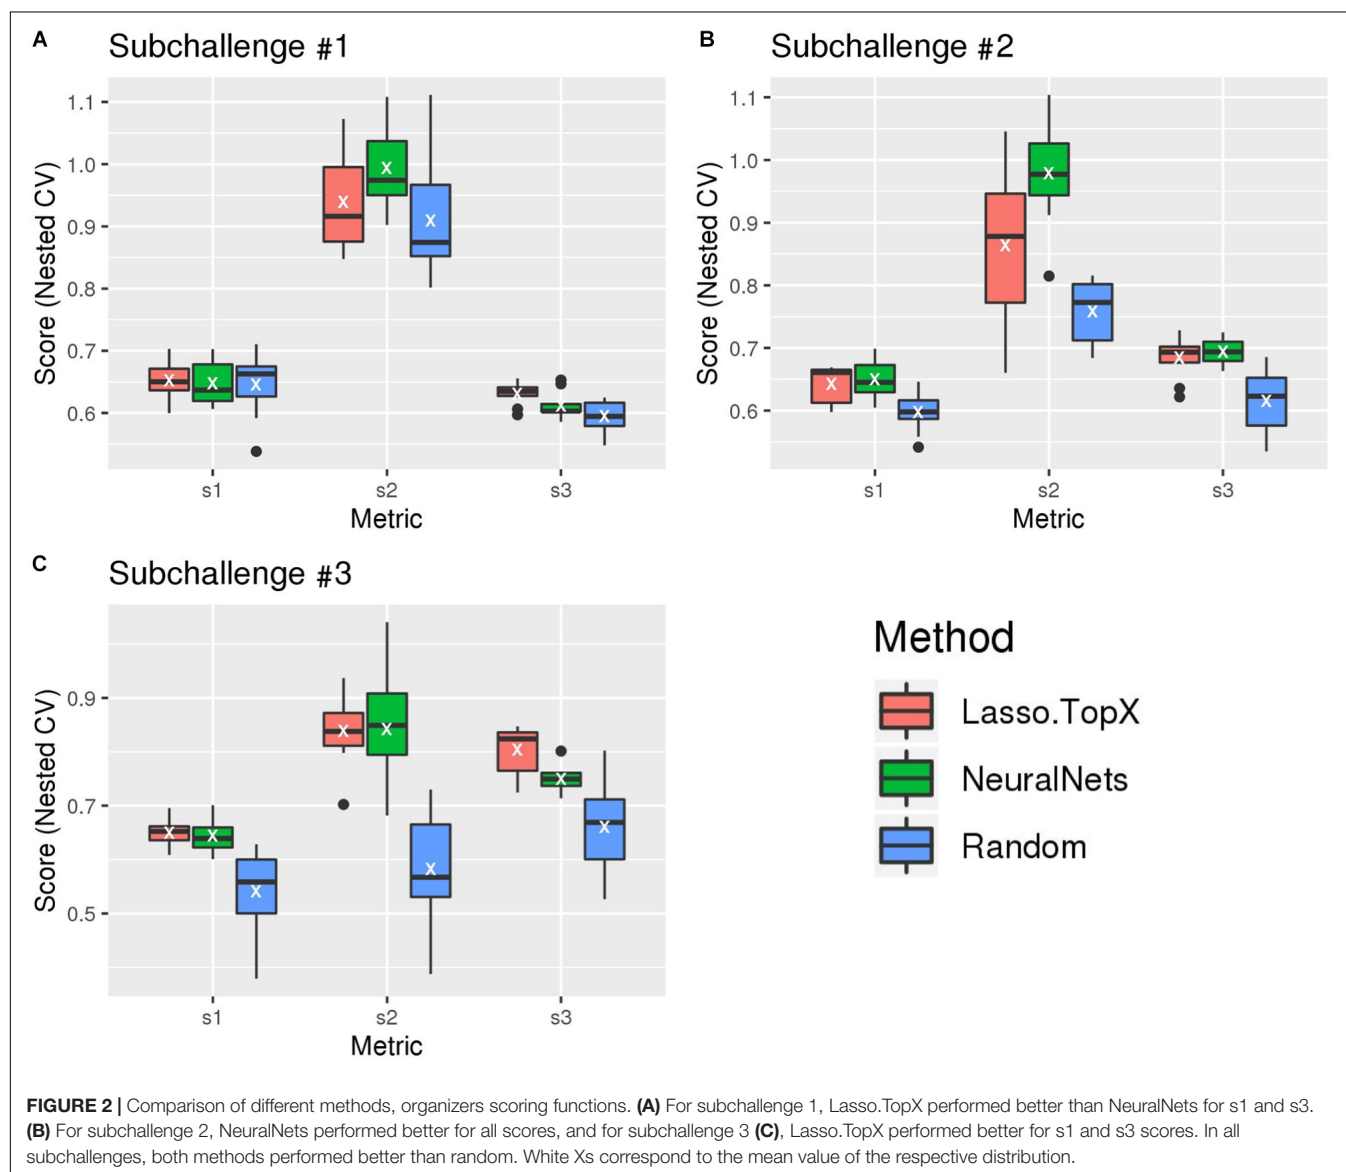 A Subchallenge #1
Score (Nested CV)
1.1
1.0
0.9
0.8
0.7
0.6
X X X X X X X X X
s1 s2 s3
Metric
B Subchallenge #2
Score (Nested CV)
1.1
1.0
0.9
0.8
0.7
0.6
X X X X X X X X X
s1 s2 s3
Metric
C Subchallenge #3
Score (Nested CV)
0.9
0.7
0.5
X X X X X X X X X
s1 s2 s3
Metric
Method
Lasso.TopX
NeuralNets
Random
FIGURE 2 | Comparison of different methods, organizers scoring functions. (A) For subchallenge 1, Lasso.TopX performed better than NeuralNets for s1 and s3.
(B) For subchallenge 2, NeuralNets performed better for all scores, and for subchallenge 3 (C), Lasso.TopX performed better for s1 and s3 scores. In all
subchallenges, both methods performed better than random. White Xs correspond to the mean value of the respective distribution.